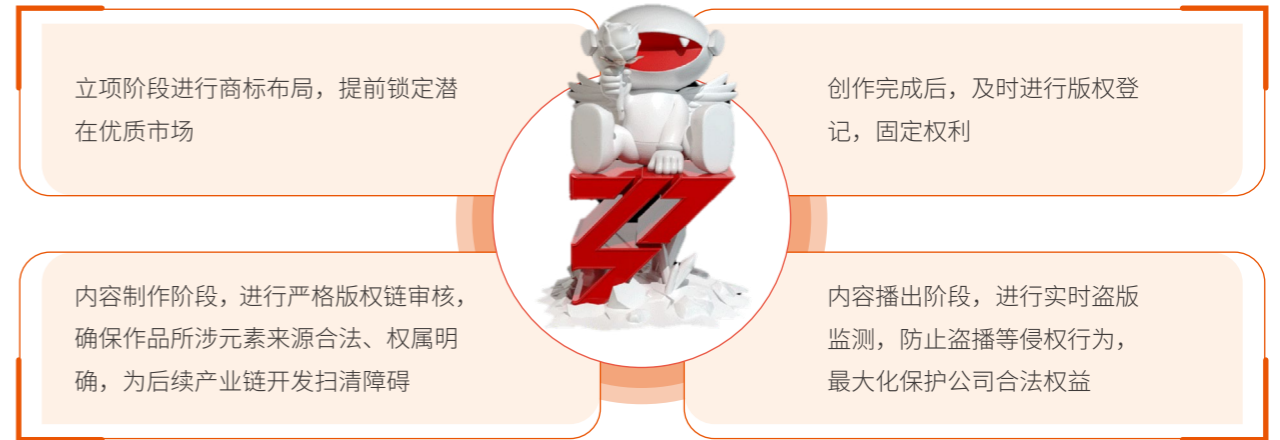 立项阶段进行商标布局，提前锁定潜
在优质市场
创作完成后，及时进行版权登
记，固定权利
内容制作阶段，进行严格版权链审核，
确保作品所涉元素来源合法、权属明
确，为后续产业链开发扫清障碍
内容播出阶段，进行实时盗版
监测，防止盗播等侵权行为，
最大化保护公司合法权益